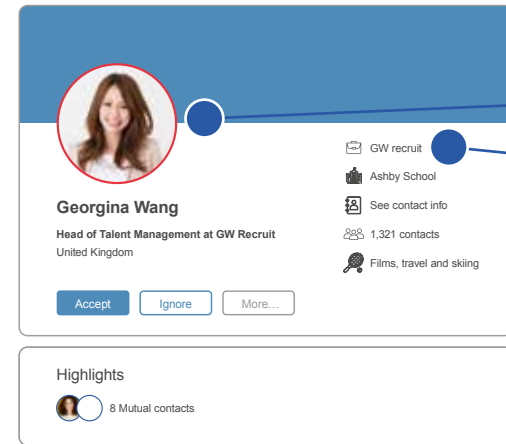 GW recruit
Ashby School
See contact info
1,321 contacts
Films, travel and skiing
Georgina Wang
Head of Talent Management at GW Recruit
United Kingdom
Accept
Ignore
More...
Highlights
8 Mutual contacts